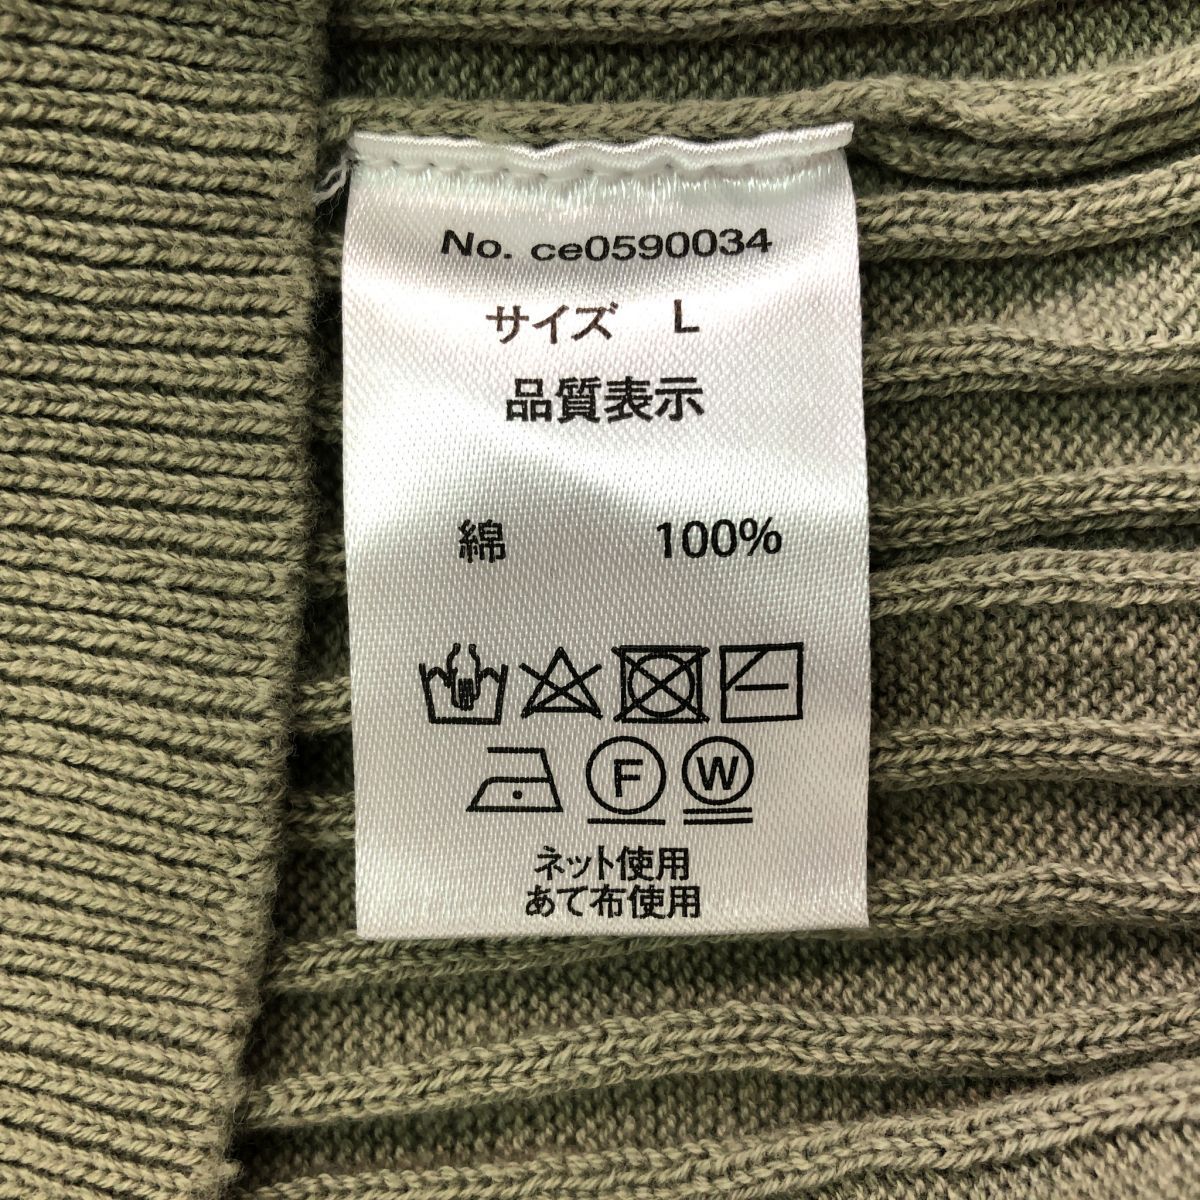 No. ce0590034
サイズ L
品質表示
綿 100%
F W
ネット使用
あて布使用